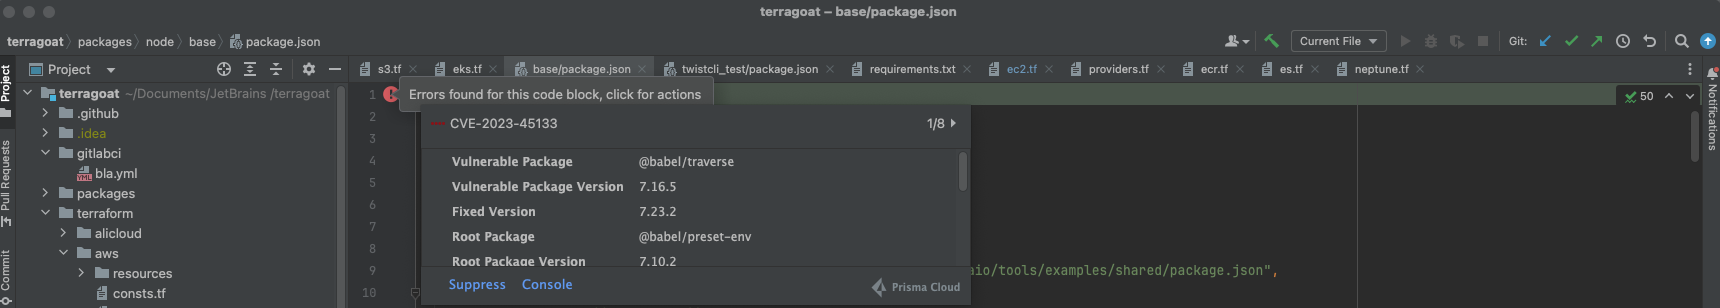 terragoat – base/package.json
terragoat packages node base package.json
Current File Git:
Project
s3.tf eks.tf base/package.json twistcli_test/package.json requirements.txt ec2.tf providers.tf ecr.tf es.tf neptune.tf
terragoat ~/Documents/JetBrains /terragoat
.github
.idea
gitlabci
YML bla.yml
packages
terraform
alicloud
aws
resources
consts.tf
Project
Pull Requests
Commit
1
2
3
4
5
6
7
8
9
10
Errors found for this code block, click for actions
50
CVE-2023-45133 1/8
Vulnerable Package @babel/traverse
Vulnerable Package Version 7.16.5
Fixed Version 7.23.2
Root Package @babel/preset-env
Root Package Version 7.10.2
Suppress Console Prisma Cloud
aio/tools/examples/shared/package.json",
Notifications